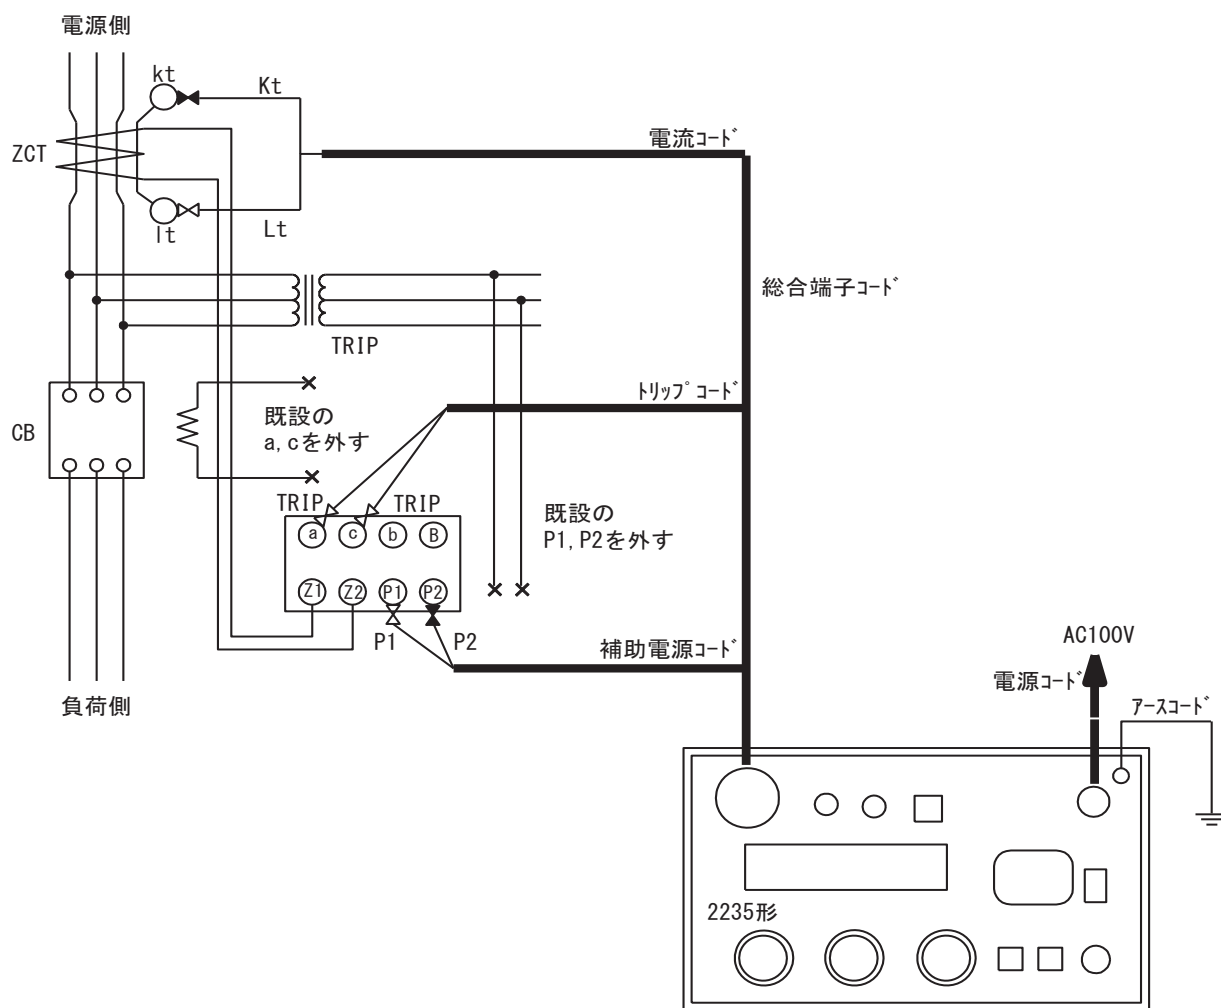 電源側
kt
Kt
ZCT
電流ｺｰﾄﾞ
lt
Lt
総合端子ｺｰﾄﾞ
TRIP
ﾄﾘｯﾌﾟｺｰﾄﾞ
CB
既設の
a,cを外す
TRIP
TRIP
a
c
b
B
既設の
P1,P2を外す
Z1
Z2
P1
P2
P1
P2
補助電源ｺｰﾄﾞ
AC100V
電源ｺｰﾄﾞ
ｱｰｽｺｰﾄﾞ
負荷側
2235形